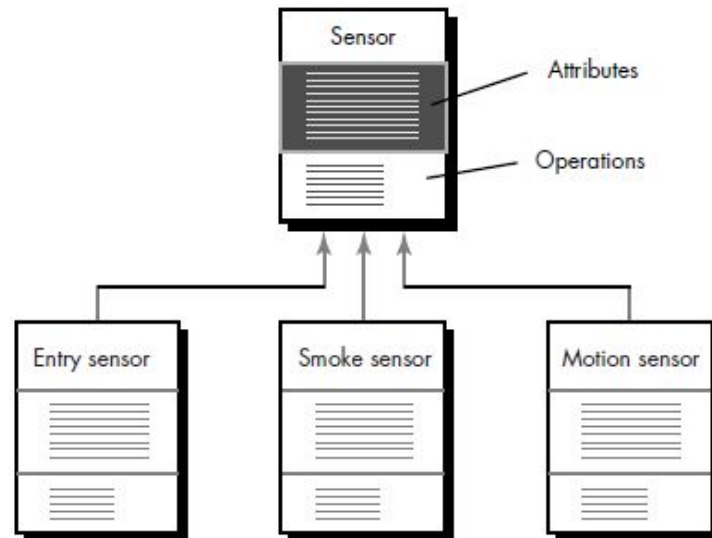 Sensor
Attributes
Operations
Entry sensor
Smoke sensor
Motion sensor